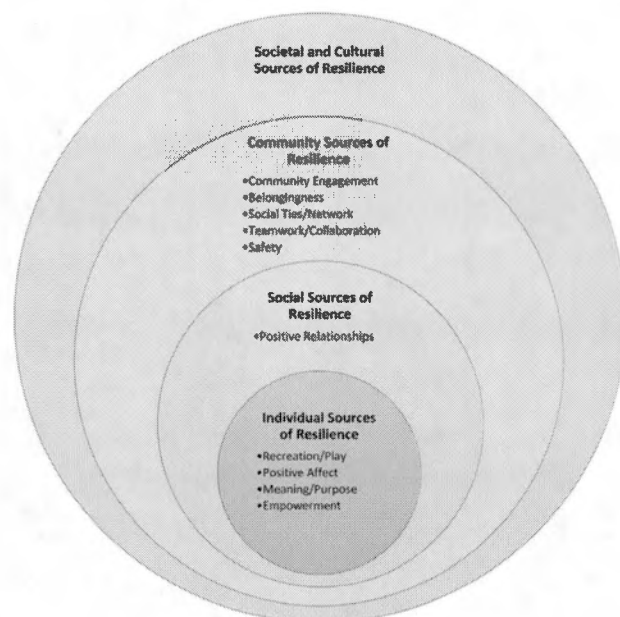 Societal and Cultural
Sources of Resilience
Community Sources of
Resilience
•Community Engagement
•Belongingness
•Social Ties/Network
•Teamwork/Collaboration
•Safety
Social Sources of
Resilience
•Positive Relationships
Individual Sources
of Resilience
•Recreation/Play
•Positive Affect
•Meaning/Purpose
•Empowerment